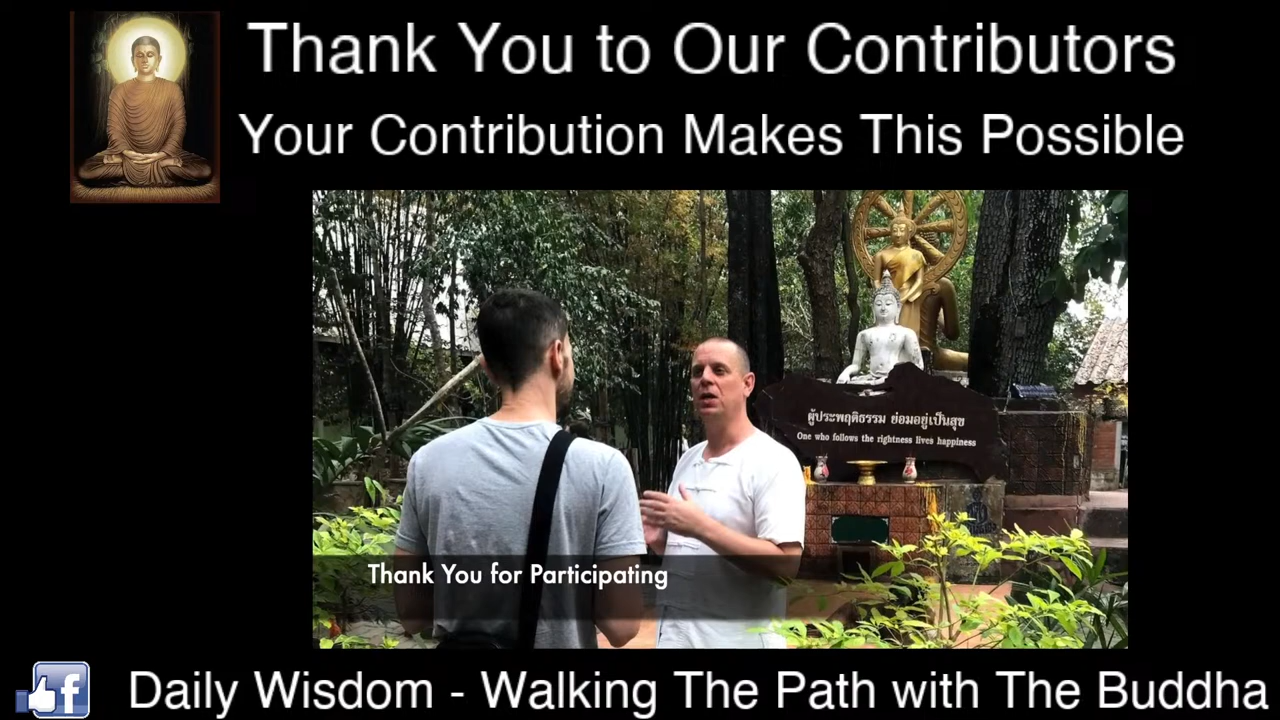 Thank You to Our Contributors
Your Contribution Makes This Possible
ผู้ประพฤติธรรม ย่อมอยู่เป็นสุข
One who follows the rightness lives happiness
Thank You for Participating
f
Daily Wisdom - Walking The Path with The Buddha